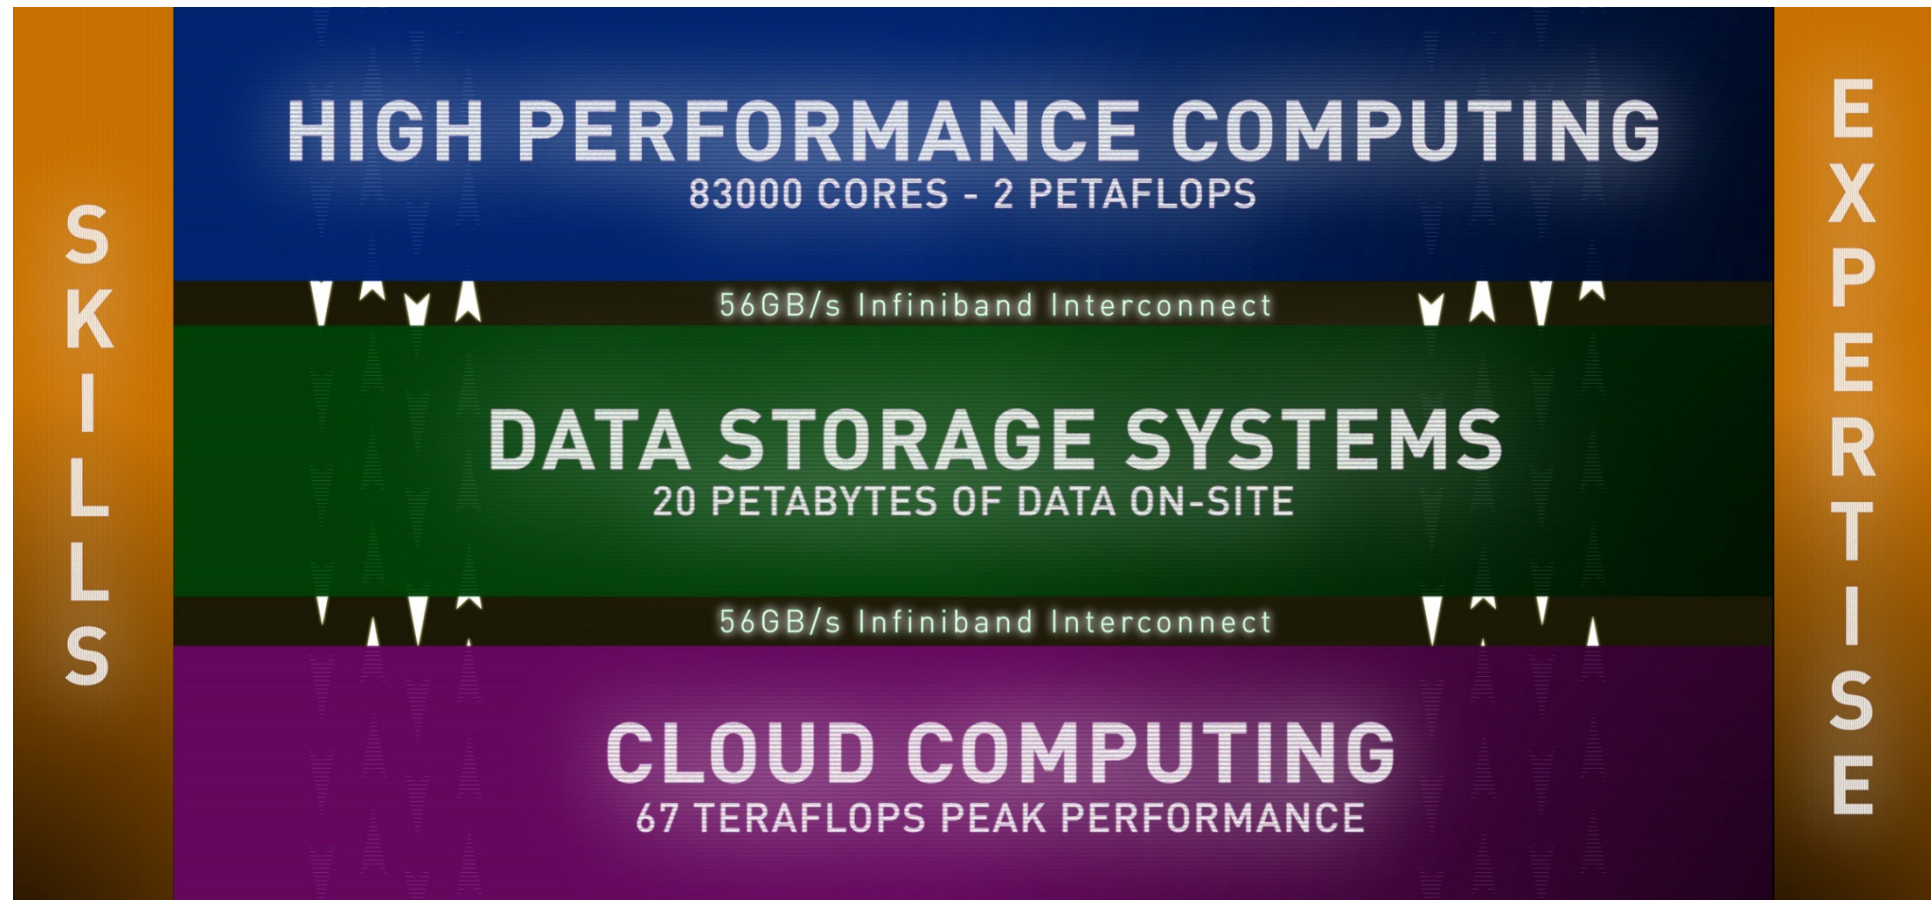 SKILLS
HIGH PERFORMANCE COMPUTING
83000 CORES - 2 PETAFLOPS
56GB/s Infiniband Interconnect
DATA STORAGE SYSTEMS
20 PETABYTES OF DATA ON-SITE
56GB/s Infiniband Interconnect
CLOUD COMPUTING
67 TERAFLOPS PEAK PERFORMANCE
EXPERTISE